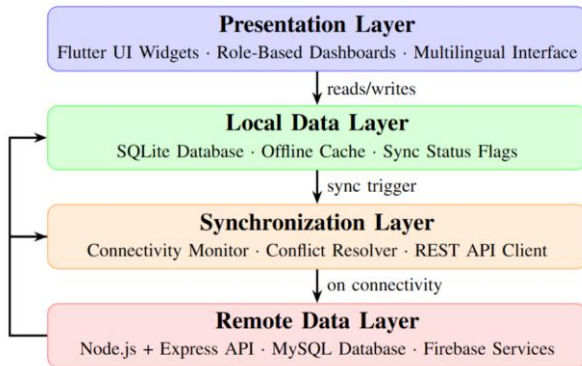 Presentation Layer
Flutter UI Widgets · Role-Based Dashboards · Multilingual Interface
reads/writes
Local Data Layer
SQLite Database · Offline Cache · Sync Status Flags
sync trigger
Synchronization Layer
Connectivity Monitor · Conflict Resolver · REST API Client
on connectivity
Remote Data Layer
Node.js + Express API · MySQL Database · Firebase Services